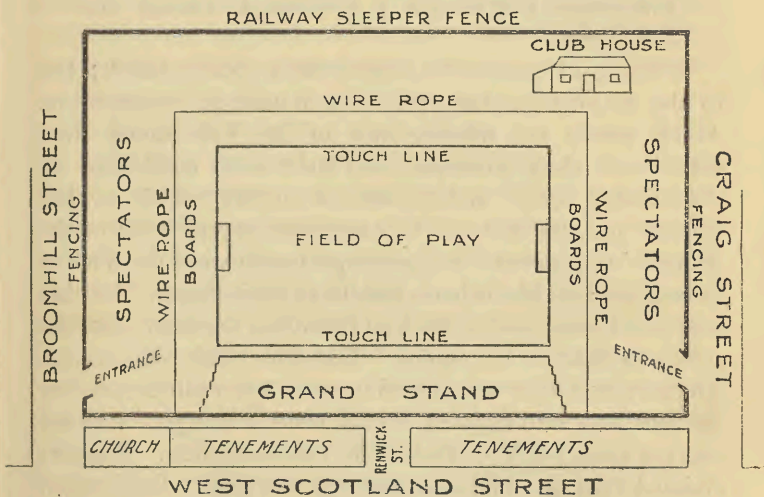 RAILWAY SLEEPER FENCE
CLUB HOUSE
WIRE ROPE
TOUCH LINE
BROOMHILL STREET
FENCING
SPECTATORS
WIRE ROPE
BOARDS
FIELD OF PLAY
BOARDS
WIRE ROPE
SPECTATORS
FENCING
CRAIG STREET
TOUCH LINE
ENTRANCE
ENTRANCE
GRAND STAND
CHURCH
TENEMENTS
RENWICK
ST.
TENEMENTS
WEST SCOTLAND STREET